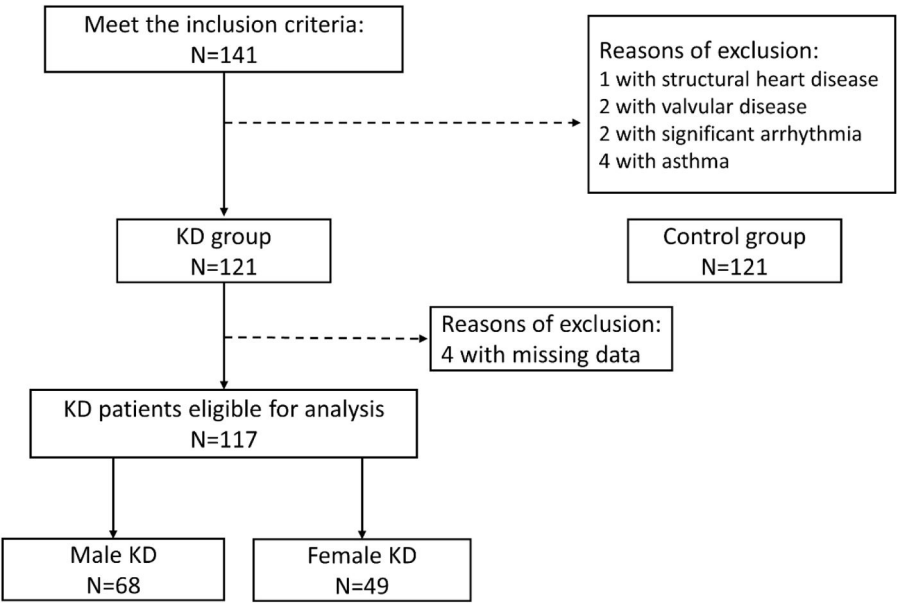 Meet the inclusion criteria:
N=141
Reasons of exclusion:
1 with structural heart disease
2 with valvular disease
2 with significant arrhythmia
4 with asthma
KD group
N=121
Control group
N=121
Reasons of exclusion:
4 with missing data
KD patients eligible for analysis
N=117
Male KD
N=68
Female KD
N=49